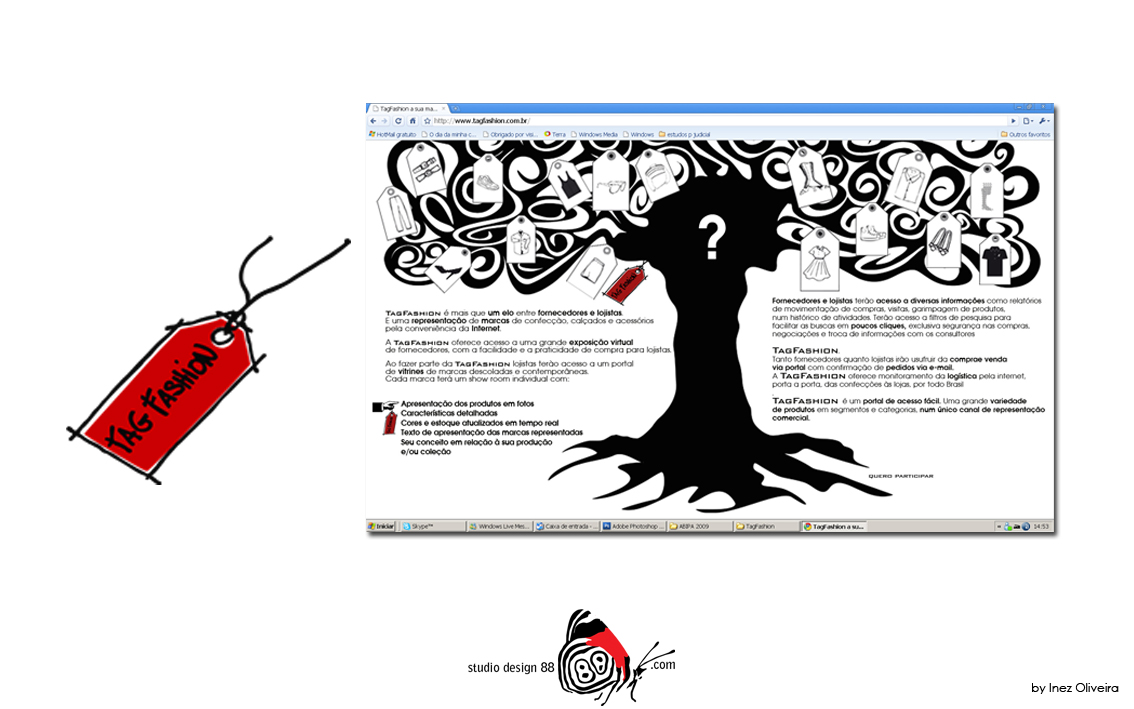 TAG FASHION
TagFashion a sua ma...
http://www.tagfashion.com.br/
HotMail gratuito
O dia da minha c...
Obrigado por visi...
Terra
Windows Media
Windows
estudos p judicial
Outros favoritos
?
TAG FASHION
TAGFASHION é mais que um elo entre fornecedores e lojistas.
É uma representação de marcas de confecção, calçados e acessórios
pela conveniência da Internet.
A TAGFASHION oferece acesso a uma grande exposição virtual
de fornecedores, com a facilidade e a praticidade de compra para lojistas.
Ao fazer parte da TAGFASHION lojistas terão acesso a um portal
de vitrines de marcas descoladas e contemporâneas.
Cada marca terá um show room individual com:
Apresentação dos produtos em fotos
Características detalhadas
Cores e estoque atualizados em tempo real
Texto de apresentação das marcas representadas
Seu conceito em relação à sua produção
e/ou coleção
Fornecedores e lojistas terão acesso a diversas informações como relatórios
de movimentação de compras, visitas, garimpagem de produtos,
num histórico de atividades. Terão acesso a filtros de pesquisa para
facilitar as buscas em poucos cliques, exclusiva segurança nas compras,
negociações e troca de informações com os consultores
TAGFASHION.
Tanto fornecedores quanto lojistas irão usufruir da comprae venda
via portal com confirmação de pedidos via e-mail.
A TAGFASHION oferece monitoramento da logística pela internet,
porta a porta, das confecções às lojas, por todo Brasil
.
TAGFASHION é um portal de acesso fácil. Uma grande variedade
de produtos em segmentos e categorias, num único canal de representação
comercial.
QUERO PARTICIPAR
Iniciar
Skype™
Windows Live Mes...
Caixa de entrada - ...
Adobe Photoshop ...
ABIPA 2009
TagFashion
TagFashion a su...
14:53
studio design 88
89
.com
by Inez Oliveira